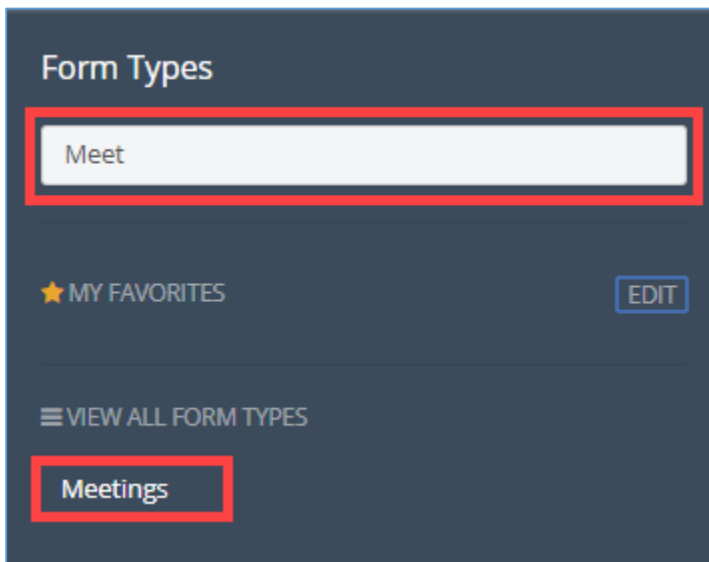 Form Types
Meet
MY FAVORITES
EDIT
VIEW ALL FORM TYPES
Meetings